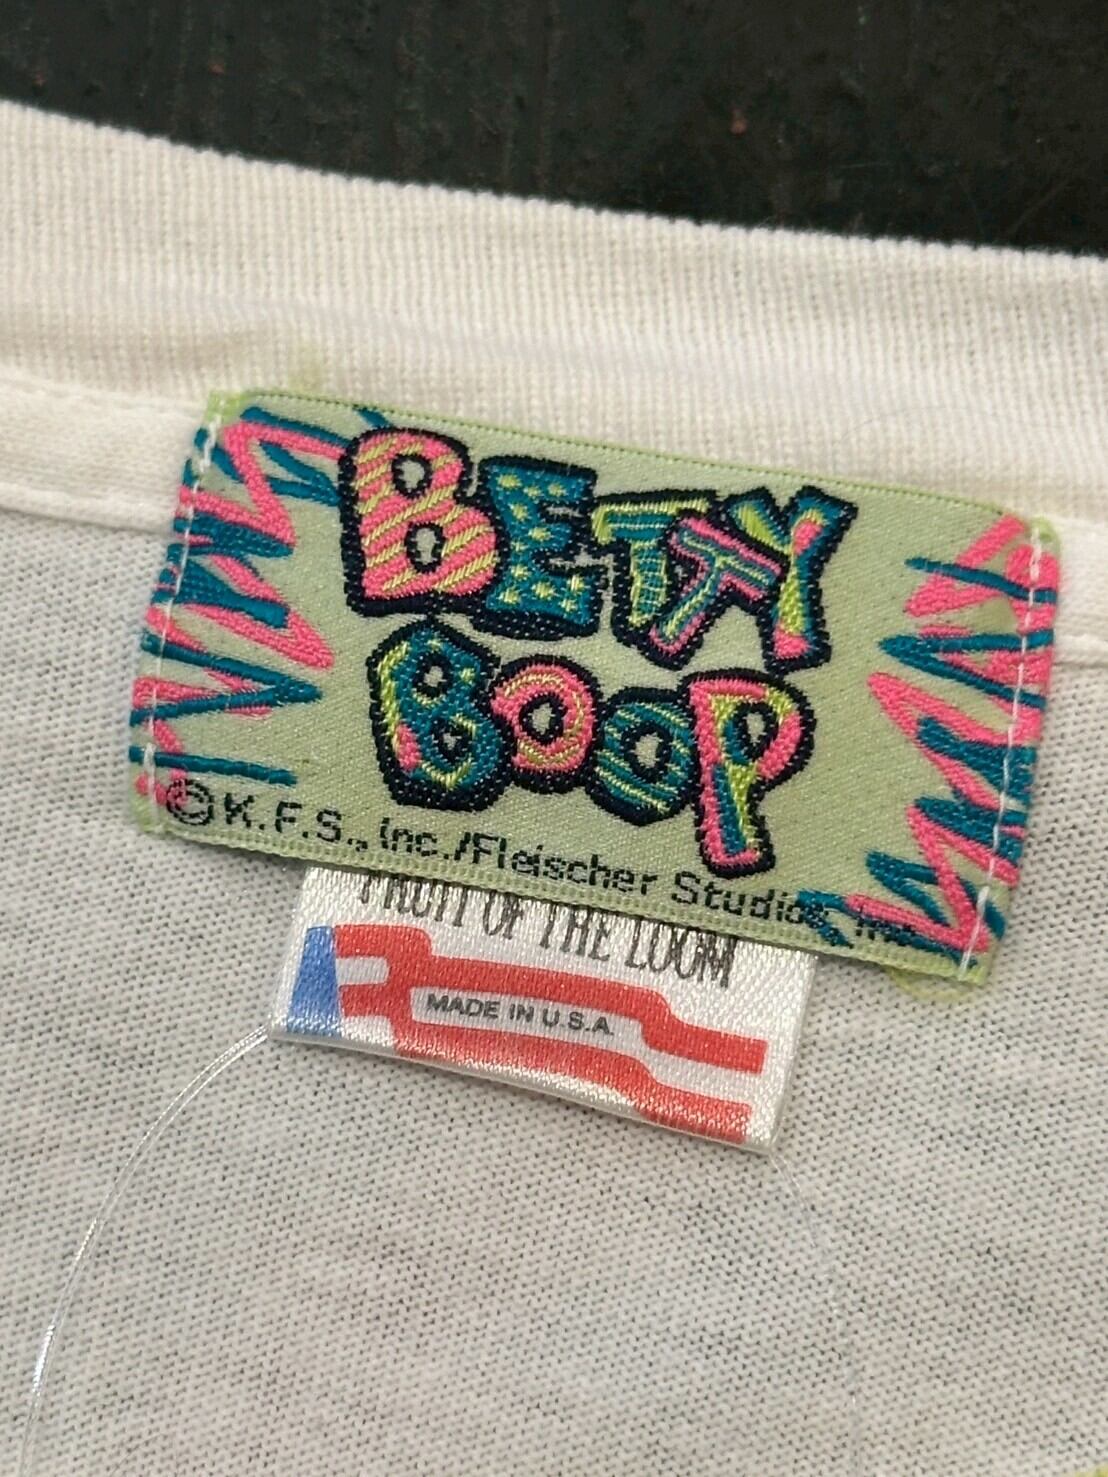 BETTY
BOOP
© K.F.S., Inc./Fleischer Studios, Inc.
FRUIT OF THE LOOM
MADE IN U.S.A.